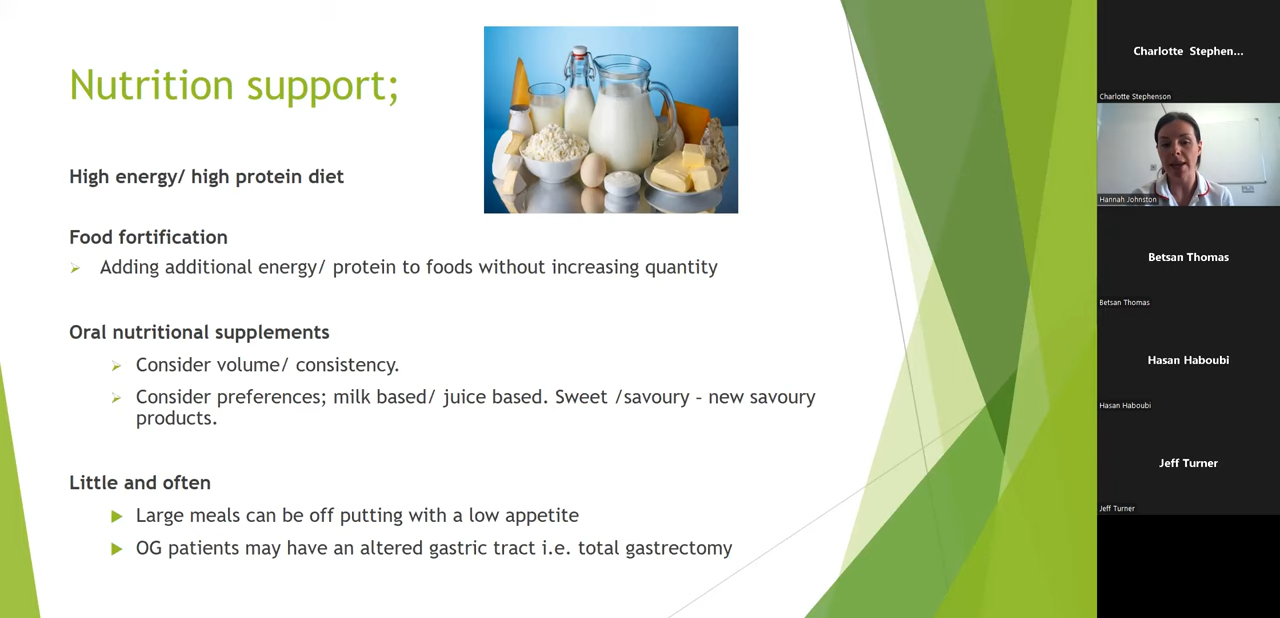 Nutrition support;
High energy/ high protein diet
Food fortification
Adding additional energy/ protein to foods without increasing quantity
Oral nutritional supplements
Consider volume/ consistency.
Consider preferences; milk based/ juice based. Sweet /savoury – new savoury
products.
Little and often
Large meals can be off putting with a low appetite
OG patients may have an altered gastric tract i.e. total gastrectomy
Charlotte Stephen...
Charlotte Stephenson
Hannah Johnston
Betsan Thomas
Betsan Thomas
Hasan Haboubi
Hasan Haboubi
Jeff Turner
Jeff Turner